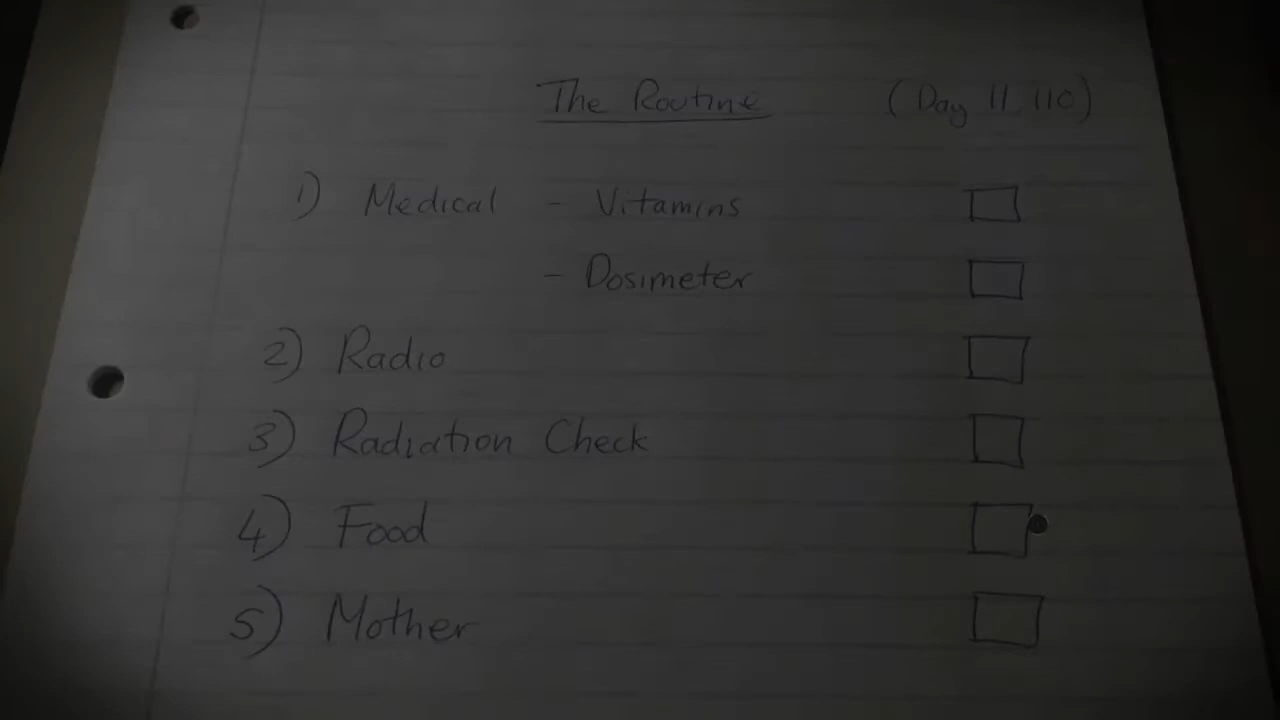 The Routine (Day 11,110)
1) Medical - Vitamins
- Dosimeter
2) Radio
3) Radiation Check
4) Food
5) Mother